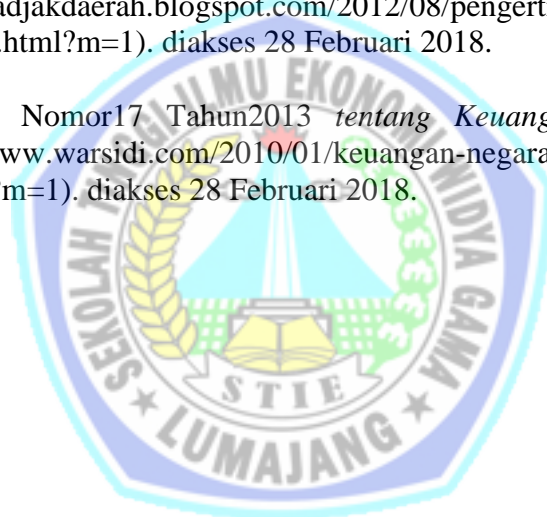 adjakdaerah.blogspot.com/2012/08/pengert
.html?m=1). diakses 28 Februari 2018.
Nomor17 Tahun2013 tentang Keuang
ww.warsidi.com/2010/01/keuangan-negara
?m=1). diakses 28 Februari 2018.
SEKOLAH TINGGI ILMU EKONOMI WIDYA GAMA
STIE
LUMAJANG